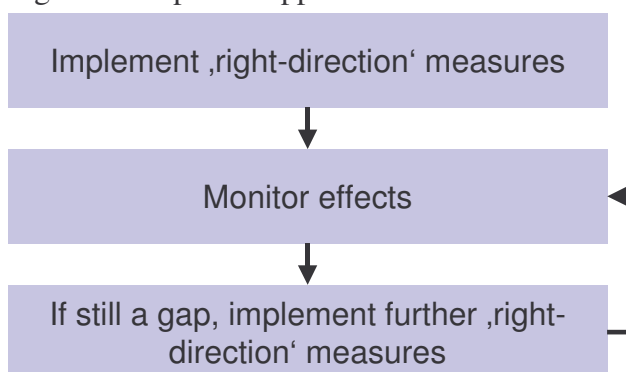 Implement ‚right-direction‘ measures
Monitor effects
If still a gap, implement further ‚right-
direction‘ measures